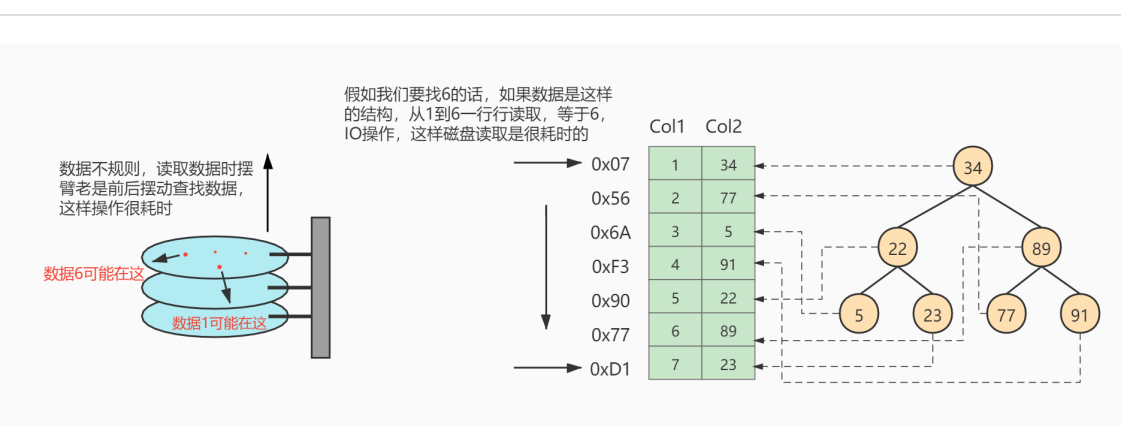 假如我们要找6的话，如果数据是这样
的结构，从1到6一行行读取，等于6，
IO操作，这样磁盘读取是很耗时的
数据不规则，读取数据时摆
臂老是前后摆动查找数据，
这样操作很耗时
数据6可能在这
数据1可能在这
Col1 Col2
0x07 1 34
0x56 2 77
0x6A 3 5
0xF3 4 91
0x90 5 22
0x77 6 89
0xD1 7 23
34
22 89
5 23 77 91